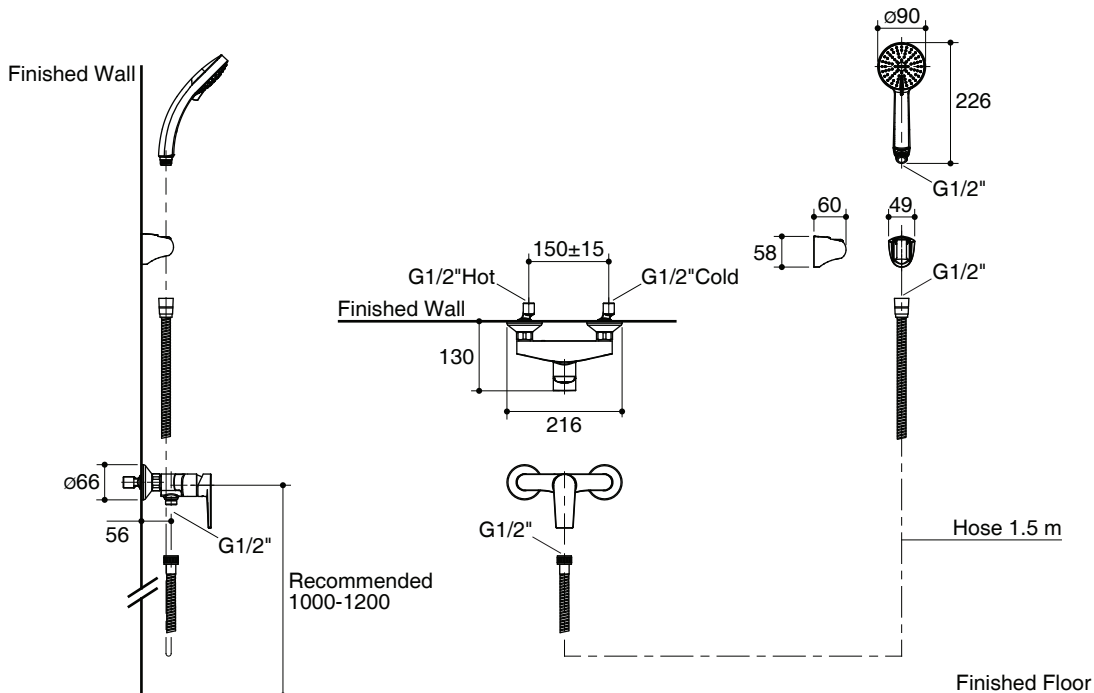 Ø90
Finished Wall
226
G1/2"
60
49
58
150±15
G1/2"Hot
G1/2"Cold
G1/2"
Finished Wall
130
216
Ø66
56
G1/2"
G1/2"
Hose 1.5 m
Recommended
1000-1200
Finished Floor